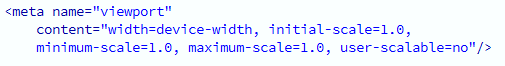 <meta name="viewport"
content="width=device-width, initial-scale=1.0,
minimum-scale=1.0, maximum-scale=1.0, user-scalable=no"/>